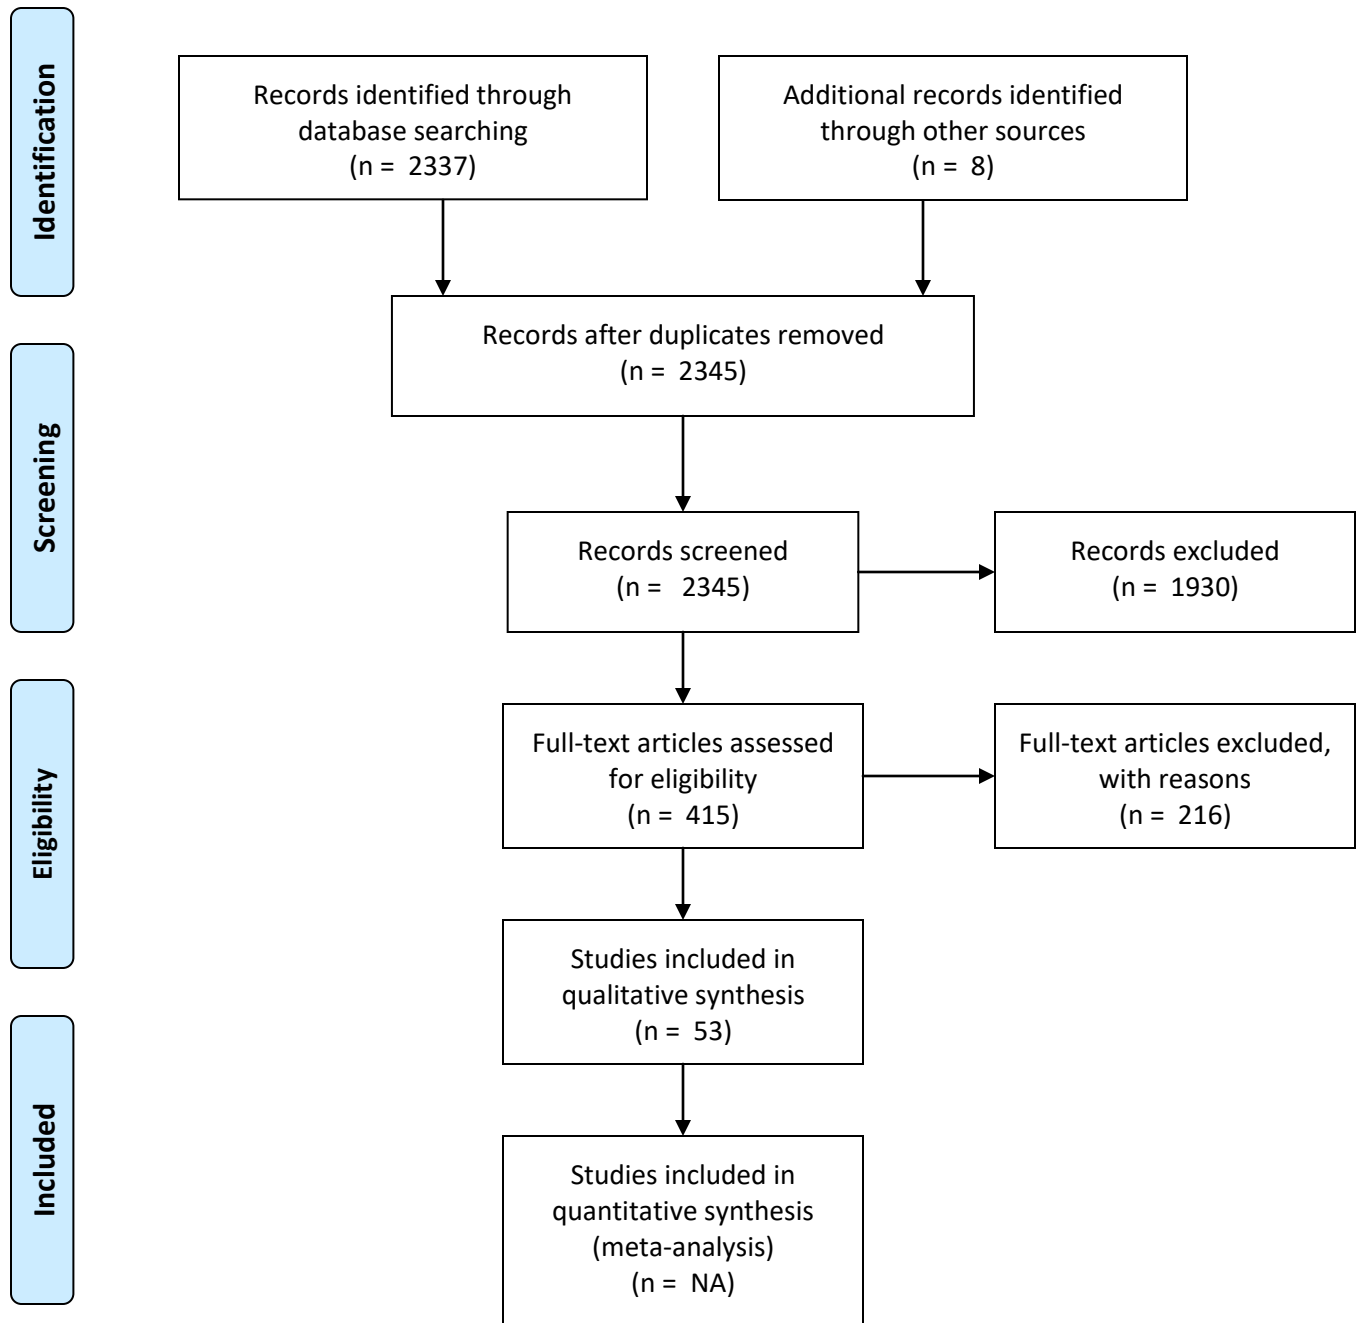 Identification
Records identified through
database searching
(n = 2337)
Additional records identified
through other sources
(n = 8)
Records after duplicates removed
(n = 2345)
Screening
Records screened
(n = 2345)
Records excluded
(n = 1930)
Eligibility
Full-text articles assessed
for eligibility
(n = 415)
Full-text articles excluded,
with reasons
(n = 216)
Studies included in
qualitative synthesis
(n = 53)
Included
Studies included in
quantitative synthesis
(meta-analysis)
(n = NA)